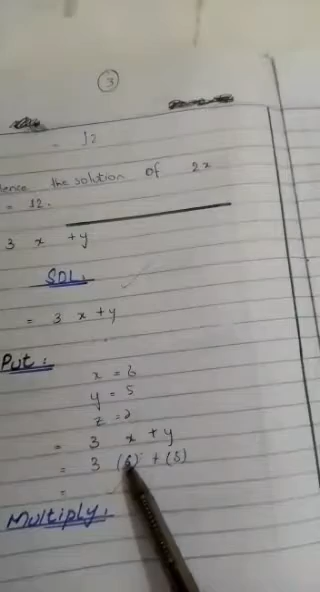 3
= 12
Hence the solution of 2x
= 12.
3 x + y
SOL:
= 3 x + y
Put:
x = 6
y = 5
z = 2
= 3 x + y
= 3 (6) + (5)
=
Multiply: